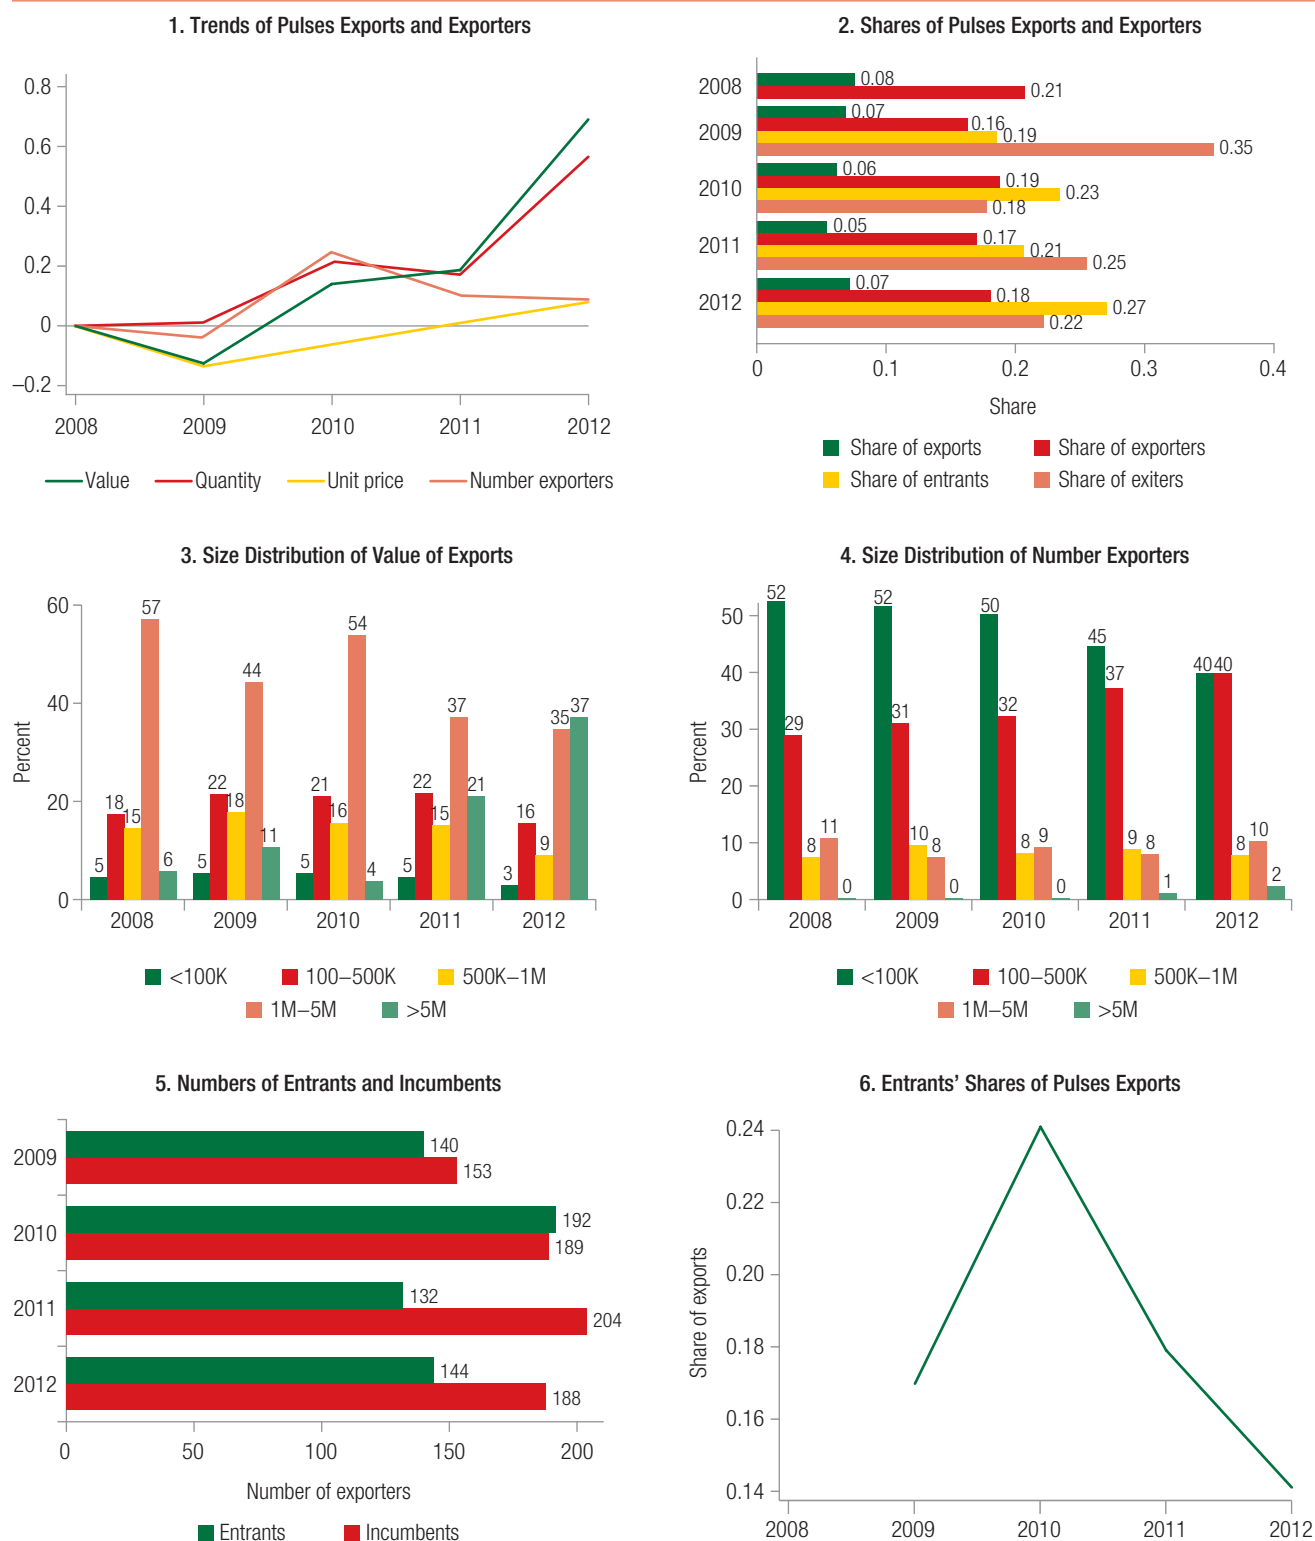 1. Trends of Pulses Exports and Exporters
0.8
0.6
0.4
0.2
0
–0.2
2008 2009 2010 2011 2012
Value Quantity Unit price Number exporters
2. Shares of Pulses Exports and Exporters
2008
0.08
0.21
2009
0.07
0.16
0.19
0.35
2010
0.06
0.19
0.23
0.18
2011
0.05
0.17
0.21
0.25
2012
0.07
0.18
0.27
0.22
0 0.1 0.2 0.3 0.4
Share
Share of exports Share of exporters
Share of entrants Share of exiters
3. Size Distribution of Value of Exports
Percent
60
40
20
0
5 18 15 57 6
5 22 18 44 11
5 21 16 54 4
5 22 15 37 21
3 16 9 35 37
2008 2009 2010 2011 2012
<100K 100–500K 500K–1M
1M–5M >5M
4. Size Distribution of Number Exporters
Percent
50
40
30
20
10
0
52 29 8 11 0
52 31 10 8 0
50 32 8 9 0
45 37 9 8 1
40 40 8 10 2
2008 2009 2010 2011 2012
<100K 100–500K 500K–1M
1M–5M >5M
5. Numbers of Entrants and Incumbents
2009
140
153
2010
192
189
2011
132
204
2012
144
188
0 50 100 150 200
Number of exporters
Entrants Incumbents
6. Entrants’ Shares of Pulses Exports
Share of exports
0.24
0.22
0.20
0.18
0.16
0.14
2008 2009 2010 2011 2012